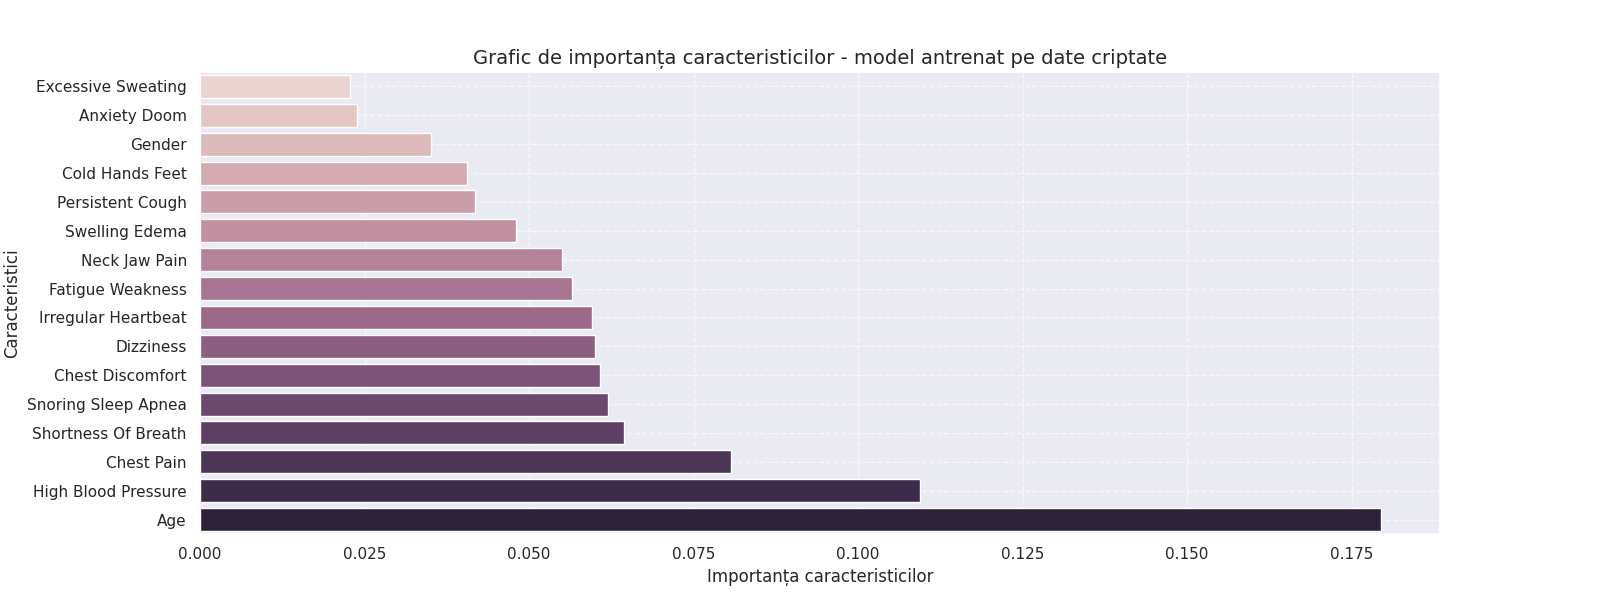 Grafic de importanța caracteristicilor - model antrenat pe date criptate
Caracteristici
Excessive Sweating
Anxiety Doom
Gender
Cold Hands Feet
Persistent Cough
Swelling Edema
Neck Jaw Pain
Fatigue Weakness
Irregular Heartbeat
Dizziness
Chest Discomfort
Snoring Sleep Apnea
Shortness Of Breath
Chest Pain
High Blood Pressure
Age
0.000 0.025 0.050 0.075 0.100 0.125 0.150 0.175
Importanța caracteristicilor